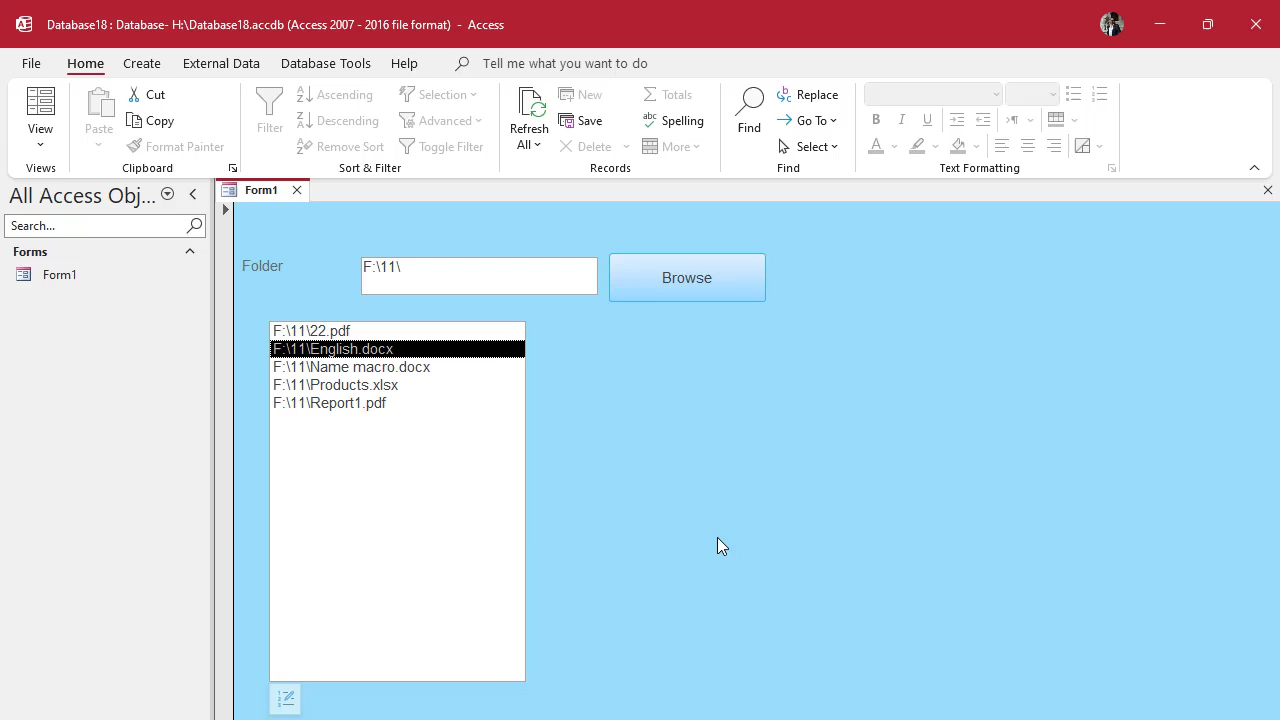 Database18 : Database- H:\Database18.accdb (Access 2007 - 2016 file format) - Access
File Home Create External Data Database Tools Help Tell me what you want to do
View
Views
Paste
Cut
Copy
Format Painter
Clipboard
Filter
Ascending
Descending
Remove Sort
Selection
Advanced
Toggle Filter
Sort & Filter
Refresh
All
New
Save
Delete
Totals
Spelling
More
Records
Find
Replace
Go To
Select
Find
B I U
A
Text Formatting
All Access Obj...
Search...
Forms
Form1
Form1
Folder
F:\11\
Browse
F:\11\22.pdf
F:\11\English.docx
F:\11\Name macro.docx
F:\11\Products.xlsx
F:\11\Report1.pdf